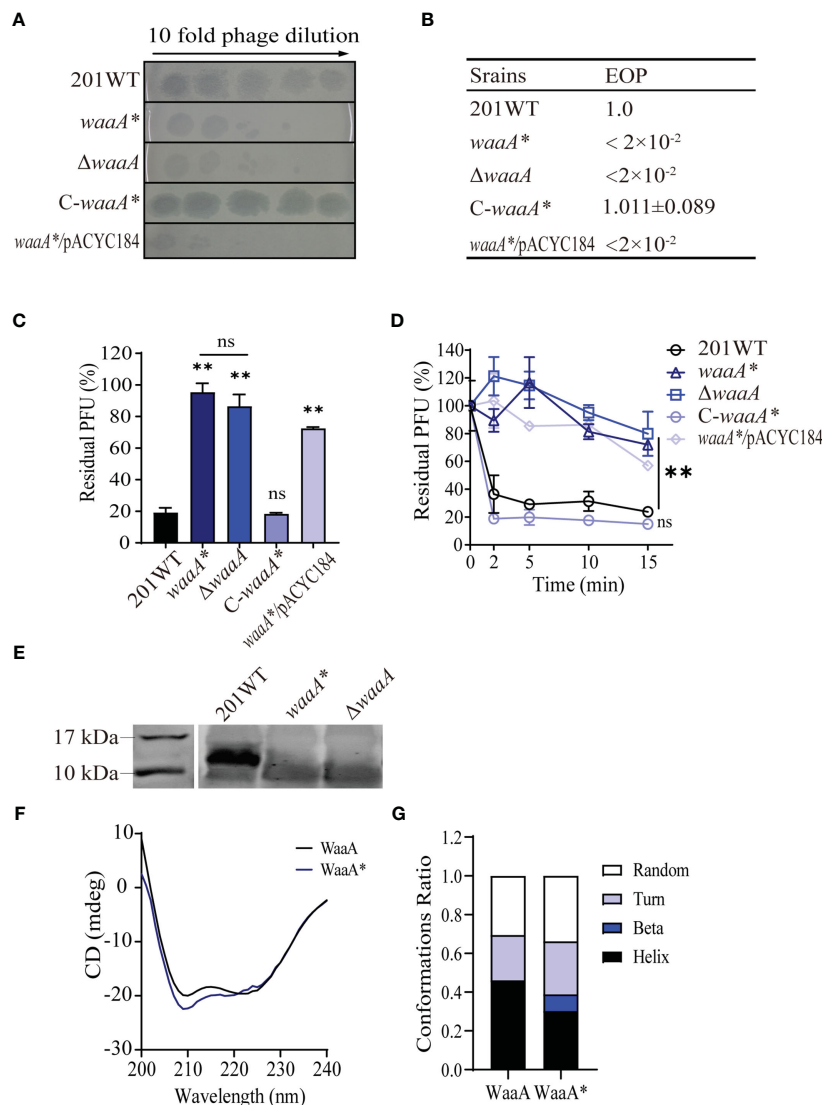 A
10 fold phage dilution
201WT
waaA*
ΔwaaA
C-waaA*
waaA*/pACYC184
B
Srains EOP
201WT 1.0
waaA* < 2×10⁻²
ΔwaaA <2×10⁻²
C-waaA* 1.011±0.089
waaA*/pACYC184 <2×10⁻²
C
Residual PFU (%)
120
100
80
60
40
20
0
ns
**
**
ns
**
201WT
waaA*
ΔwaaA
C-waaA*
waaA*/pACYC184
D
Residual PFU (%)
140
120
100
80
60
40
20
0
0 2 5 10 15
Time (min)
201WT
waaA*
ΔwaaA
C-waaA*
waaA*/pACYC184
**
ns
E
201WT
waaA*
ΔwaaA
17 kDa
10 kDa
F
CD (mdeg)
10
0
-10
-20
-30
200 210 220 230 240
Wavelength (nm)
WaaA
WaaA*
G
Conformations Ratio
1.2
1.0
0.8
0.6
0.4
0.2
0.0
WaaA WaaA*
Random
Turn
Beta
Helix